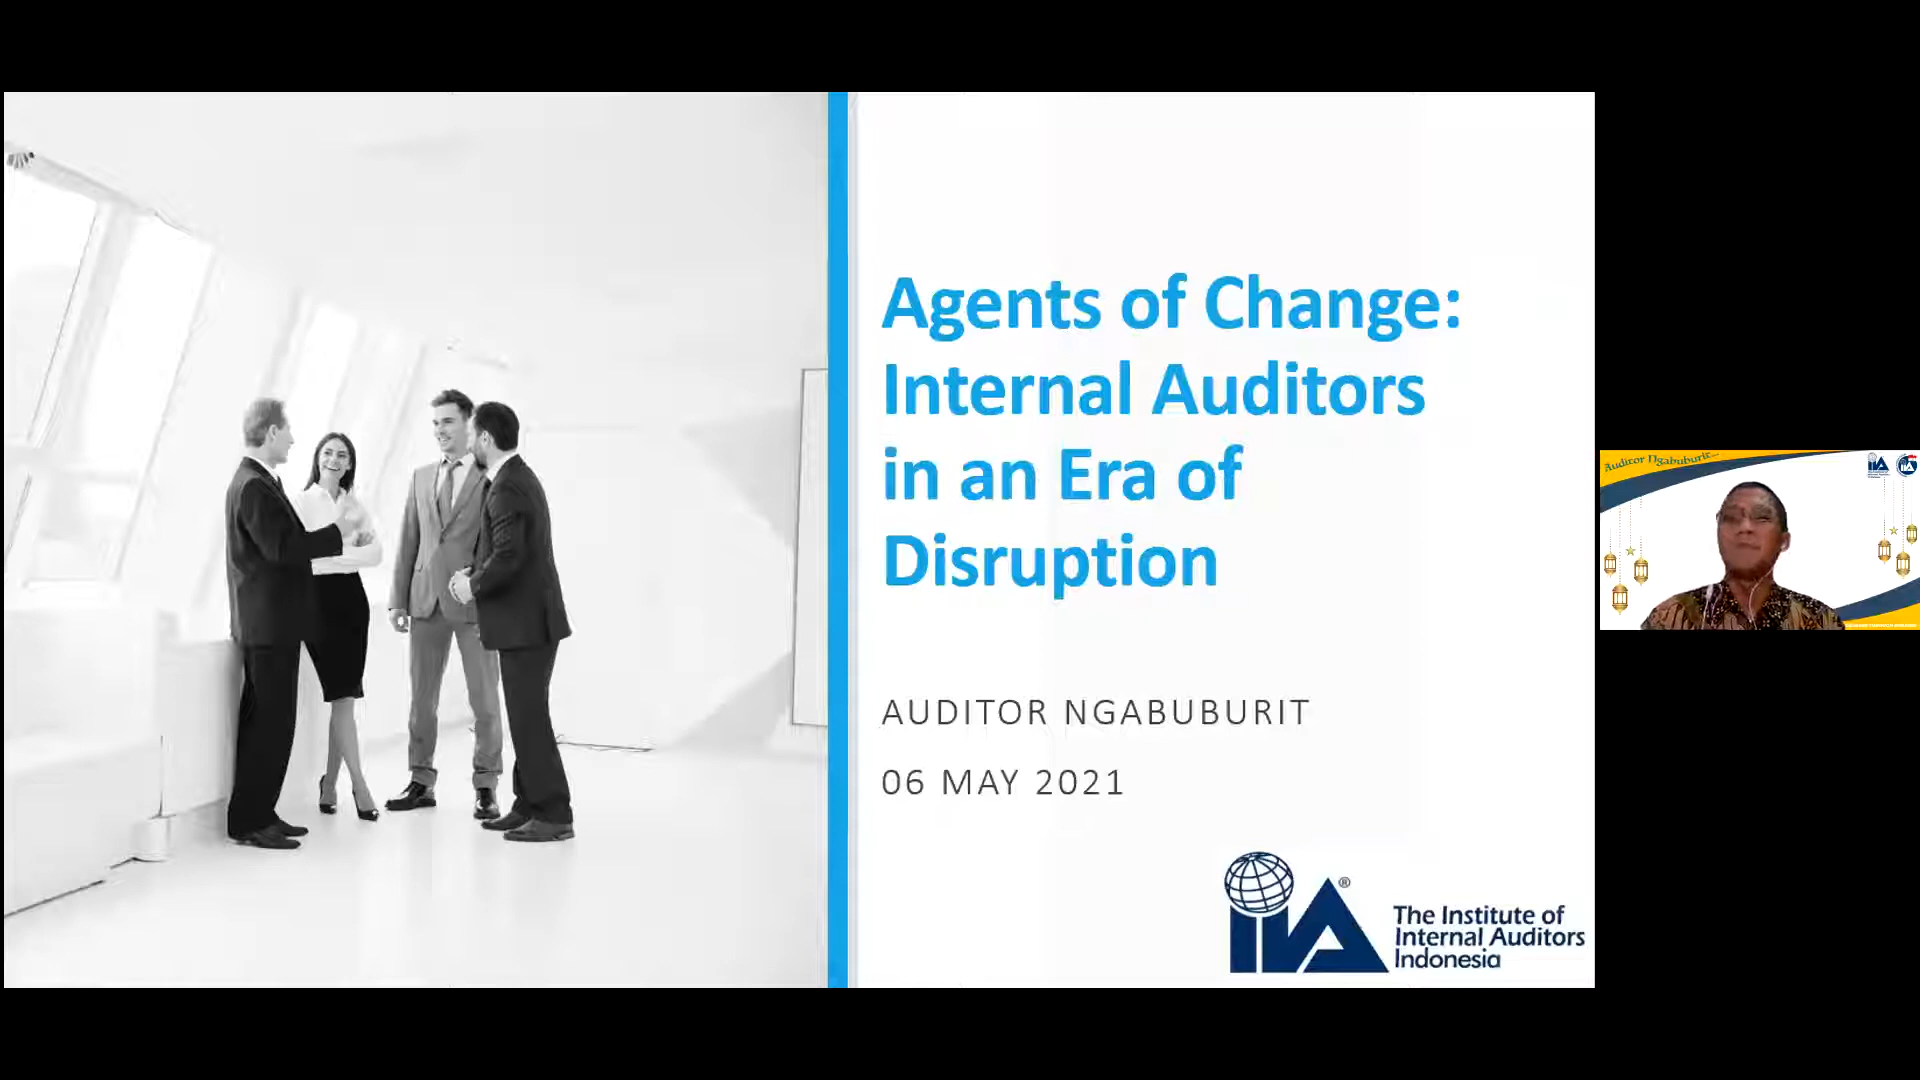 Agents of Change:
Internal Auditors
in an Era of
Disruption
AUDITOR NGABUBURIT
06 MAY 2021
IIA®
The Institute of
Internal Auditors
Indonesia
Auditor Ngabuburit...
IIA